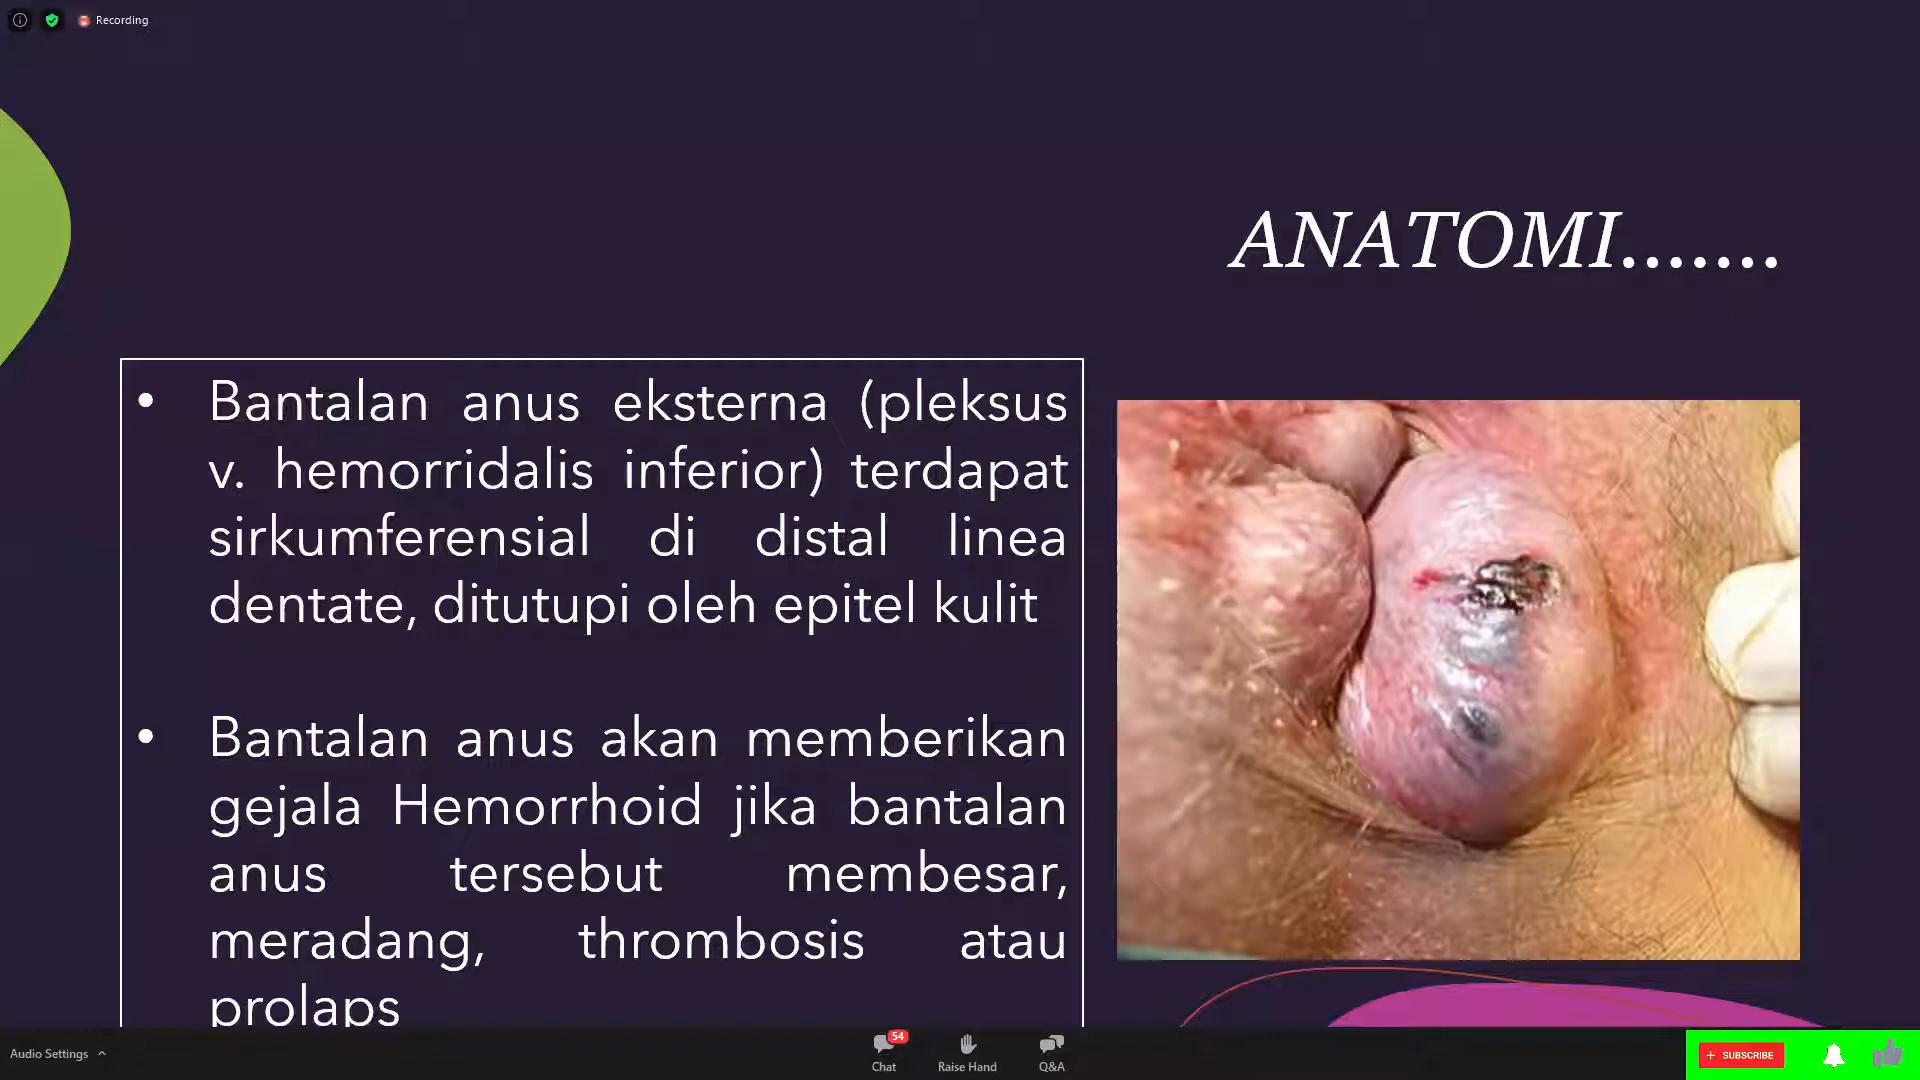 Recording
ANATOMI.......
• Bantalan anus eksterna (pleksus
v. hemorridalis inferior) terdapat
sirkumferensial di distal linea
dentate, ditutupi oleh epitel kulit
• Bantalan anus akan memberikan
gejala Hemorrhoid jika bantalan
anus tersebut membesar,
meradang, thrombosis atau
prolaps
Audio Settings
54
Chat
Raise Hand
Q&A
+ SUBSCRIBE